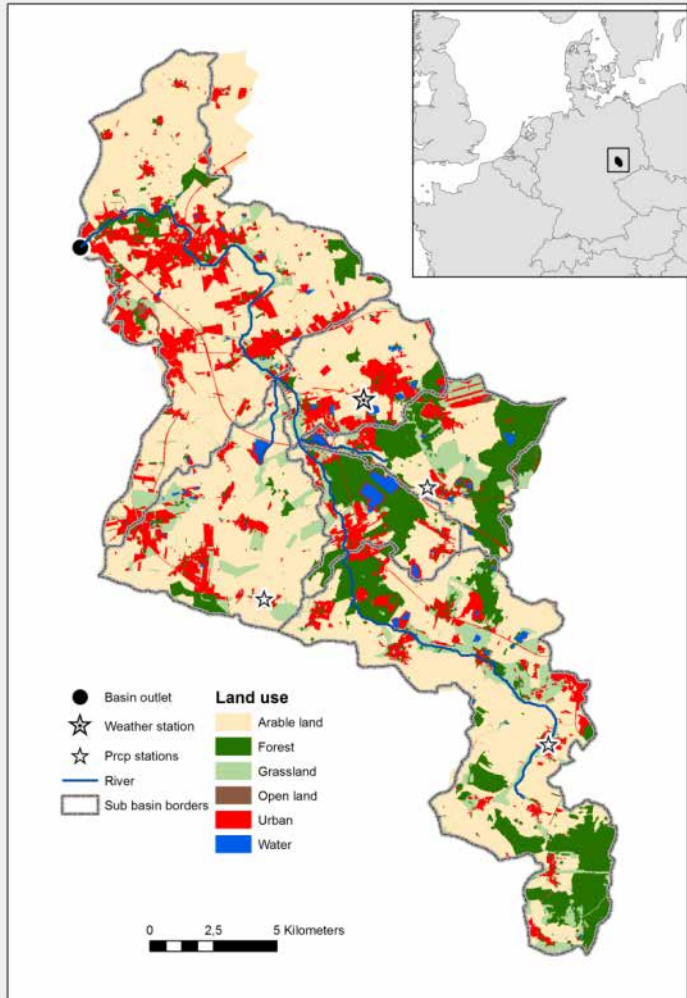 Basin outlet
Weather station
Prcp stations
River
Sub basin borders
Land use
Arable land
Forest
Grassland
Open land
Urban
Water
0 2,5 5 Kilometers